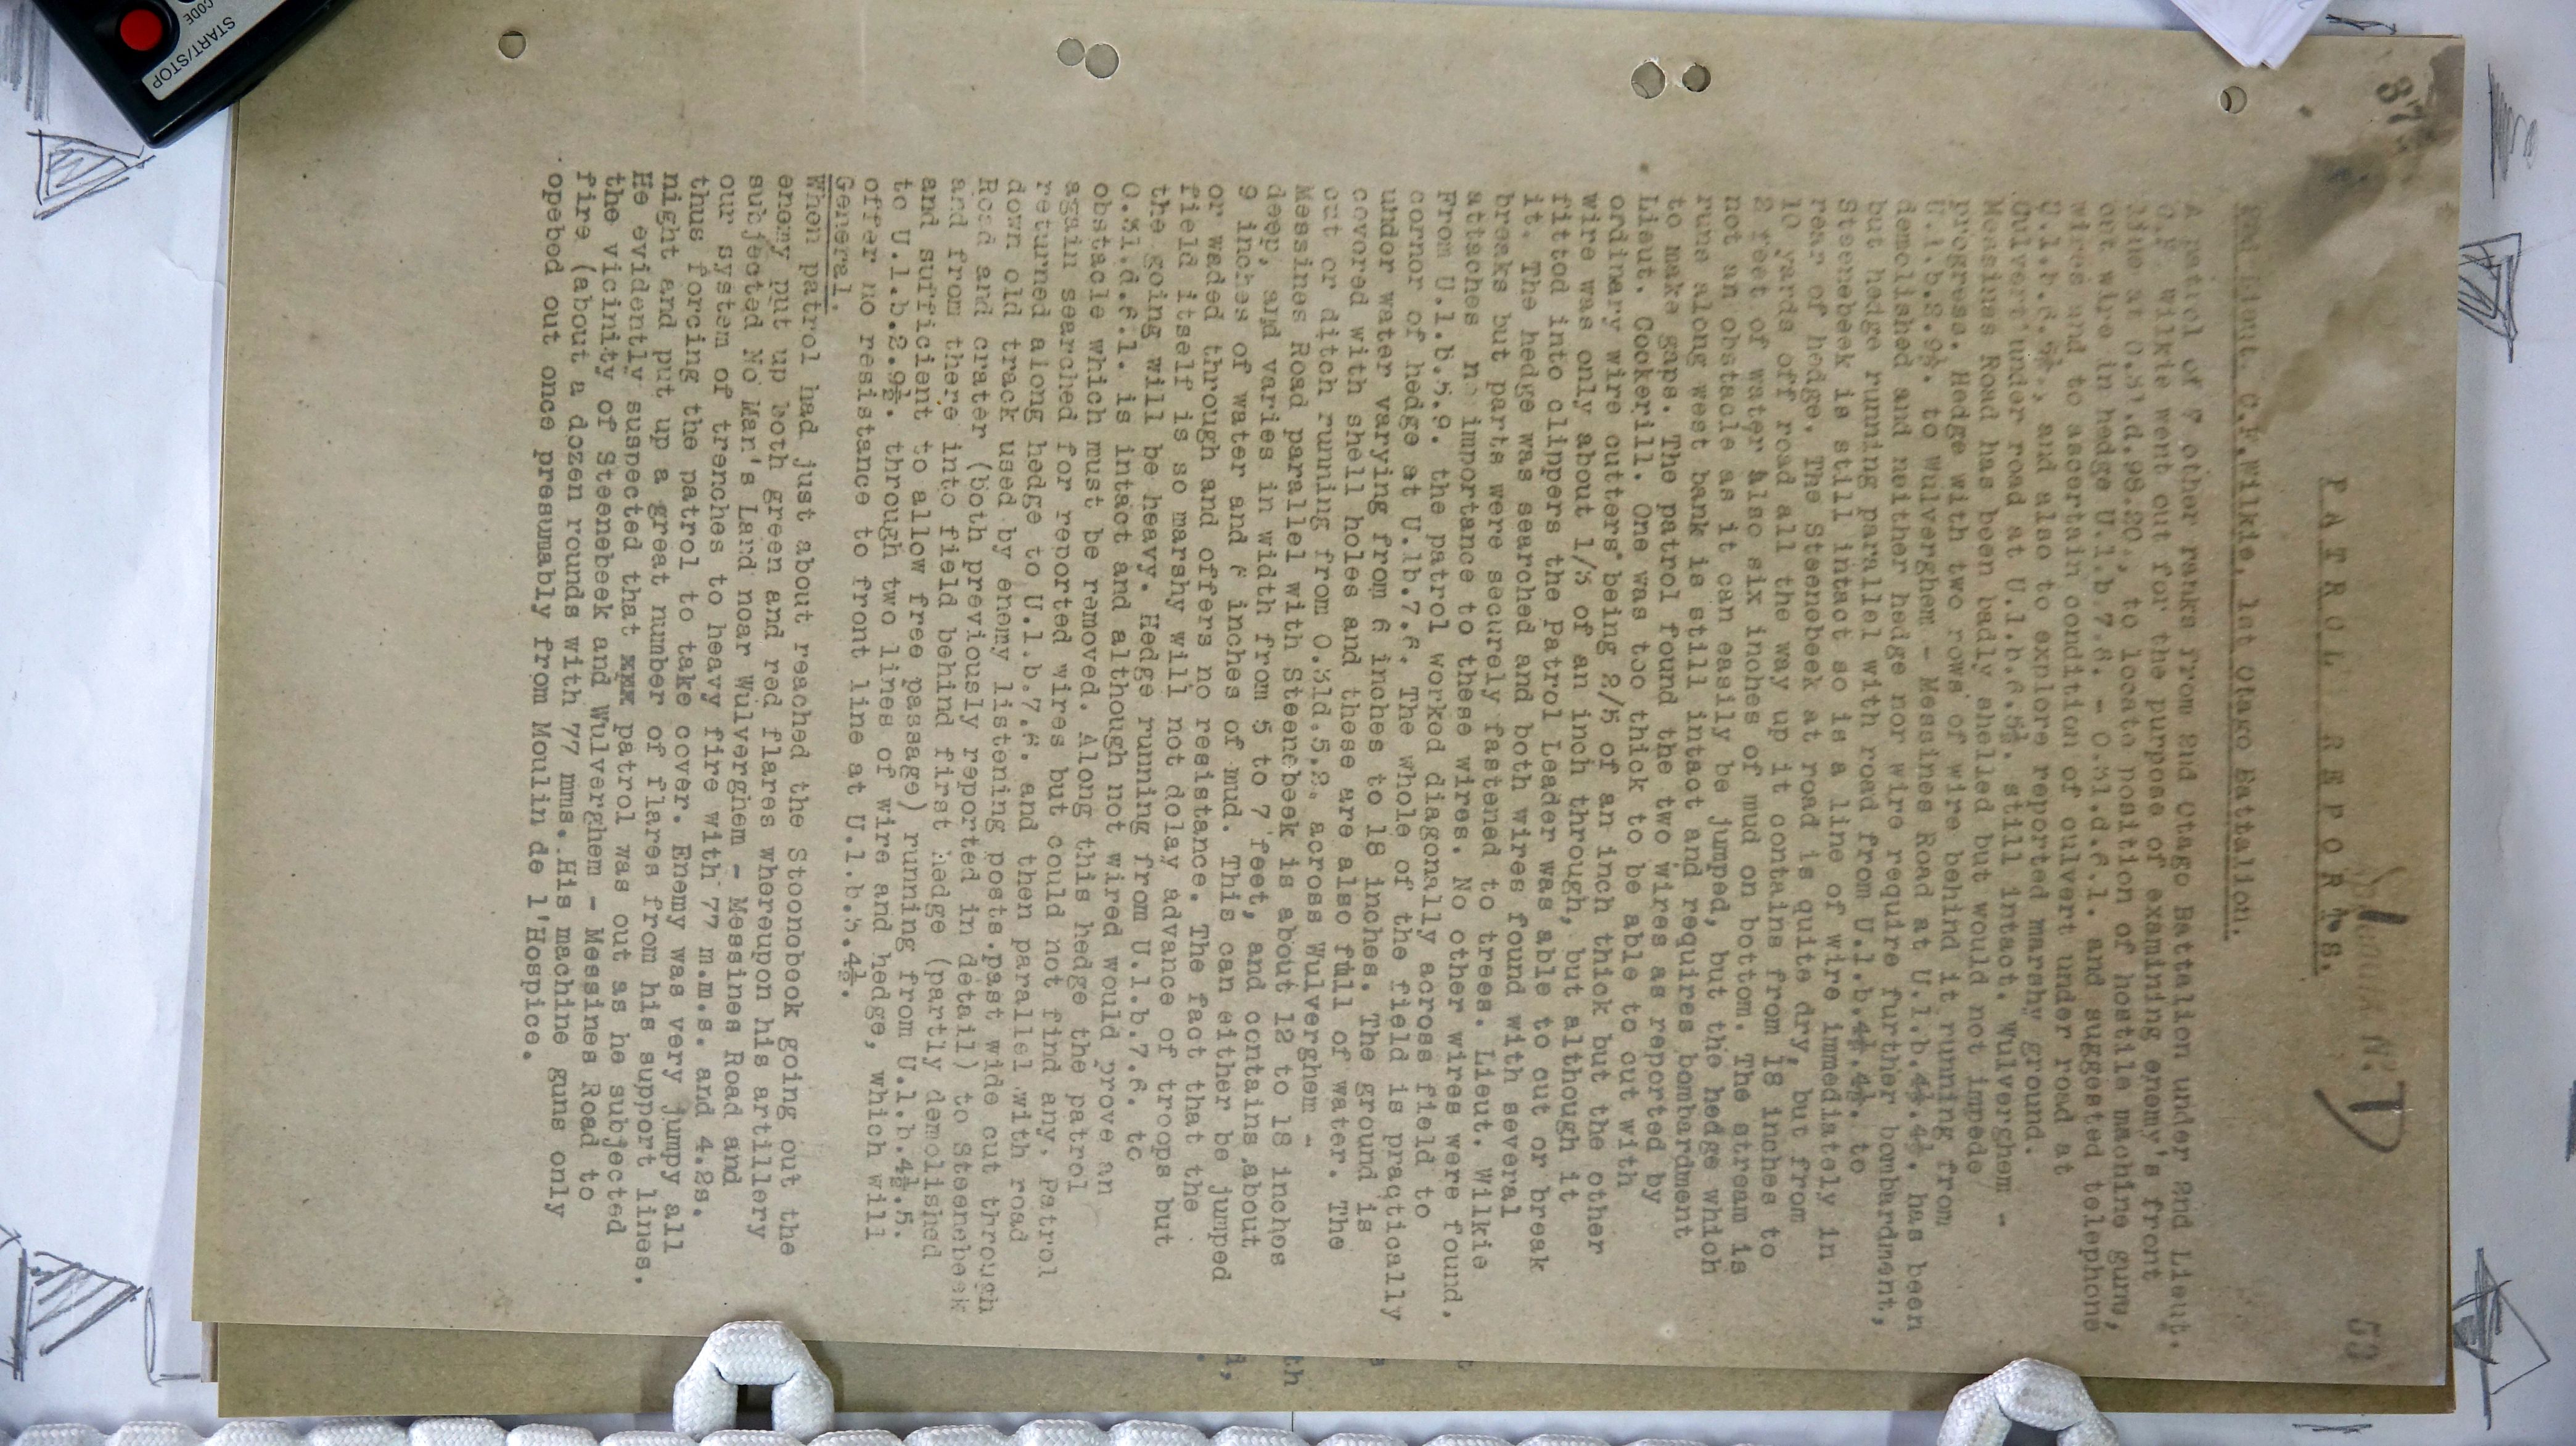 87
53
P A T R O L  R E P O R T S.
2nd Lieut. C.F.Wilkie, 1st Otago Battalion.
A patrol of 7 other ranks from 2nd Otago Battalion under 2nd Lieut.
C.F. Wilkie went out for the purpose of examining enemy's front
line at O.31.d.98.20, to locate position of hostile machine guns,
cut wire in hedge U.1.b.7.6. - O.31.d.6.1. and suggested telephone
wires and to ascertain condition of culvert under road at
U.1.b.6.5½, and also to explore reported marshy ground.
Culvert under road at U.1.b.6.5½. still intact. Wulverghem -
Messines Road has been badly shelled but would not impede
progress. Hedge with two rows of wire behind it running from
U.1.b.2.9½. to Wulverghem - Messines Road at U.1.b.4½.4½. has been
demolished and neither hedge nor wire require further bombardment,
but hedge running parallel with road from U.1.b.4½.4½. to
Steenebeek is still intact so is a line of wire immediately in
rear of hedge. The Steenebeek at road is quite dry, but from
10 yards off road all the way up it contains from 18 inches to
2 feet of water also six inches of mud on bottom. The stream is
not an obstacle as it can easily be jumped, but the hedge which
runs along west bank is still intact and requires bombardment
to make gaps. The patrol found the two wires as reported by
Lieut. Cockerill. One was too thick to be able to cut with
ordinary wire cutters being 2/5 of an inch thick but the other
wire was only about 1/3 of an inch through, but although it
fitted into clippers the Patrol Leader was able to cut or break
it. The hedge was searched and both wires found with several
breaks but parts were securely fastened to trees. Lieut. Wilkie
attaches no importance to these wires. No other wires were found.
From U.1.b.5.9. the patrol worked diagonally across field to
corner of hedge at U.1b.7.6. The whole of the field is practically
under water varying from 6 inches to 18 inches. The ground is
covered with shell holes and these are also full of water. The
cut or ditch running from O.31d.5.2. across Wulverghem -
Messines Road parallel with Steenebeek is about 12 to 18 inches
deep, and varies in width from 5 to 7 feet, and contains about
9 inches of water and 6 inches of mud. This can either be jumped
or waded through and offers no resistance. The fact that the
field itself is so marshy will not delay advance of troops but
the going will be heavy. Hedge running from U.1.b.7.6. to
O.31.d.6.1. is intact and although not wired would prove an
obstacle which must be removed. Along this hedge the patrol
again searched for reported wires but could not find any. Patrol
returned along hedge to U.1.b.7.6. and then parallel with road
down old track used by enemy listening posts.past wide cut through
Road and crater (both previously reported in detail) to Steenebeek
and from there into field behind first hedge (partly demolished
and sufficient to allow free passage) running from U.1.b.4½.5.
to U.1.b.2.9½. through two lines of wire and hedge, which will
offer no resistance to front line at U.1.b.3.4½.
General.
When patrol had just about reached the Steenebeek going out the
enemy put up both green and red flares whereupon his artillery
subjected No Man's Land near Wulverghem - Messines Road and
our system of trenches to heavy fire with 77 m.m.s. and 4.2s.
thus forcing the patrol to take cover. Enemy was very jumpy all
night and put up a great number of flares from his support lines.
He evidently suspected that patrol was out as he subjected
the vicinity of Steenebeek and Wulverghem - Messines Road to
fire (about a dozen rounds with 77 mms. His machine guns only
opebed out once presumably from Moulin de l'Hospice.
START/STOP
CODE